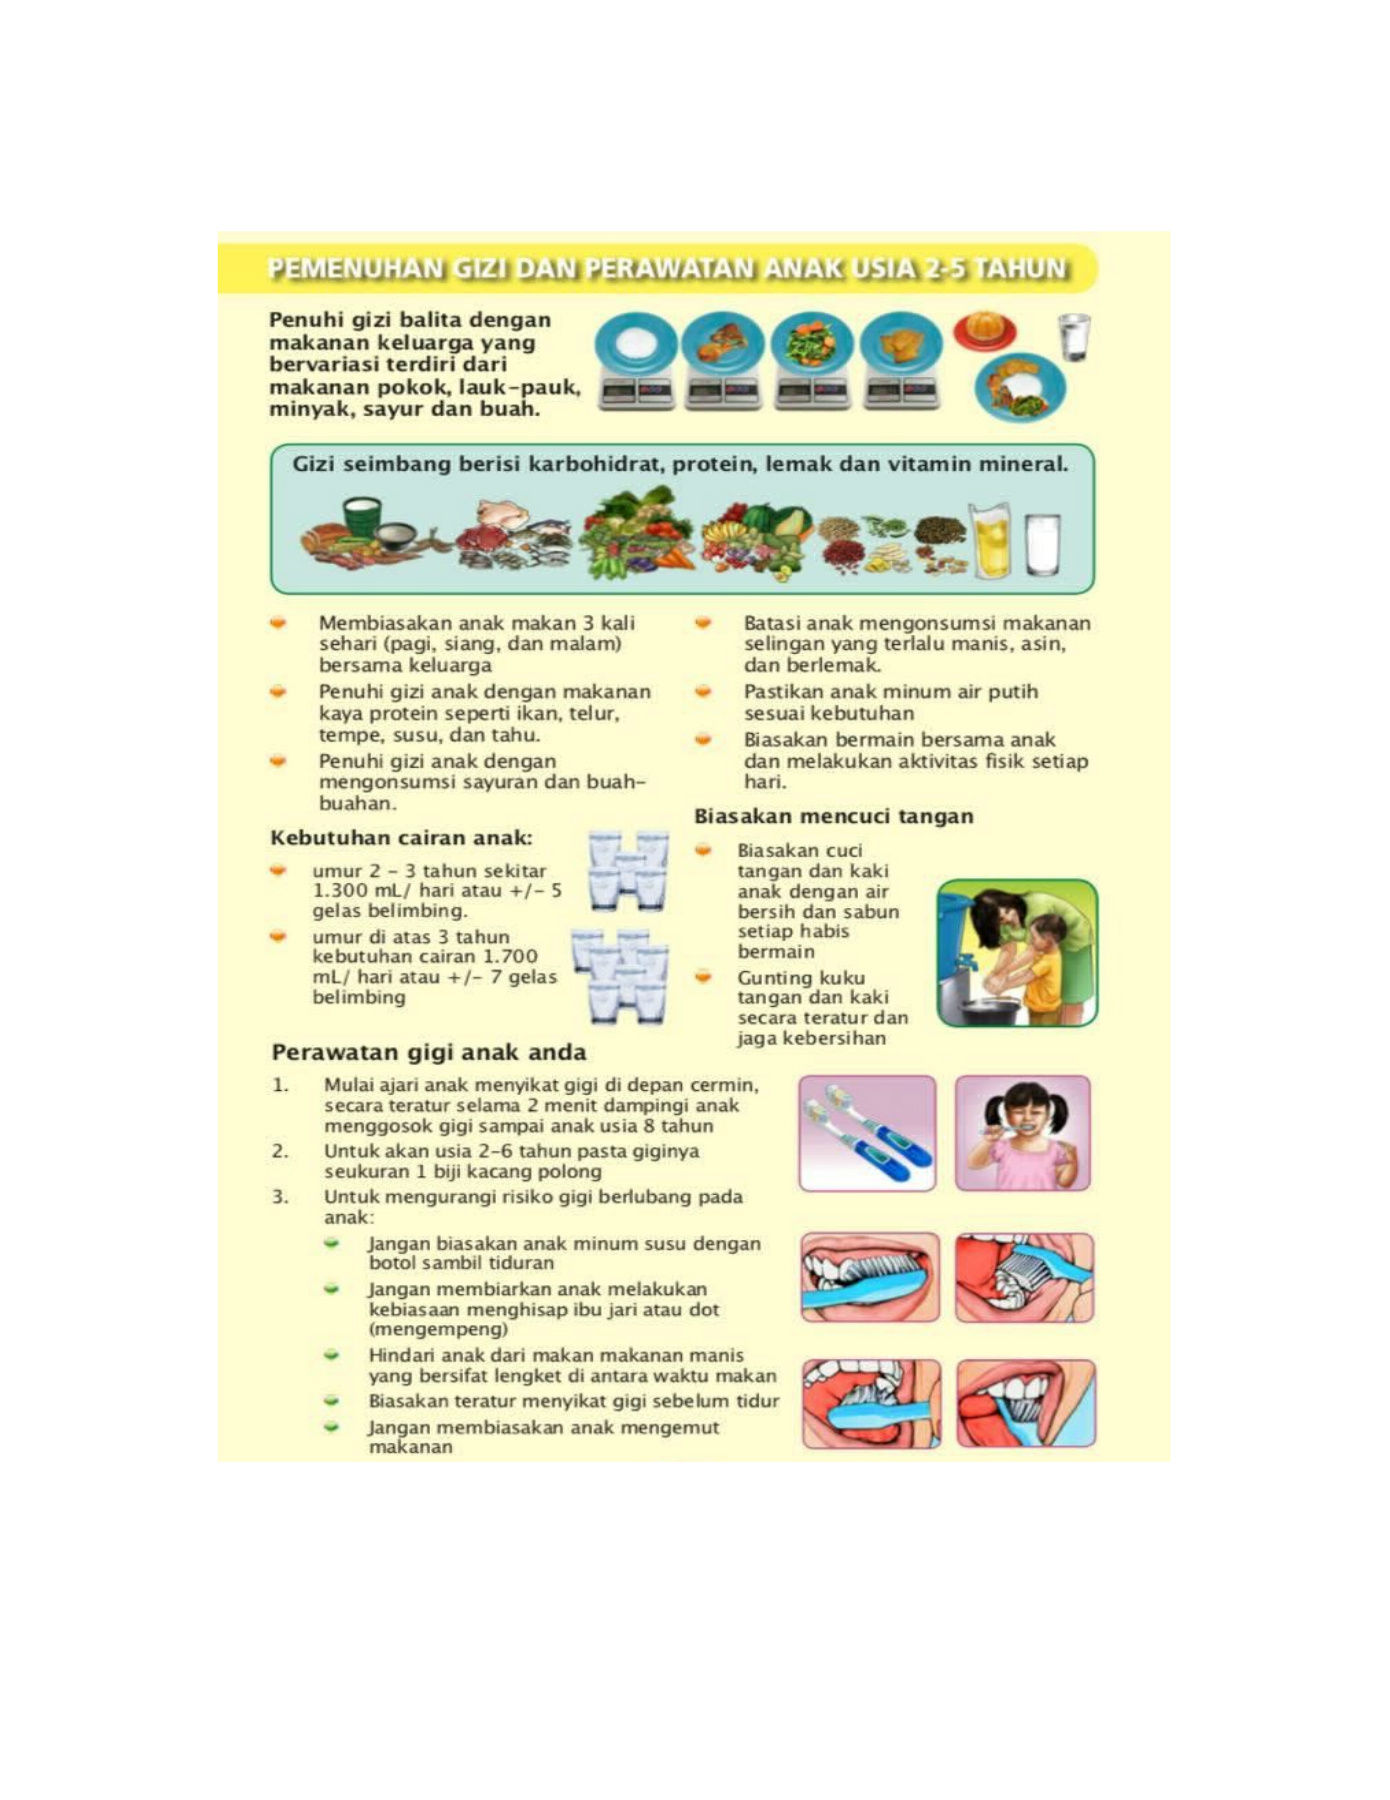 PEMENUHAN GIZI DAN PERAWATAN ANAK USIA 2-5 TAHUN
Penuhi gizi balita dengan
makanan keluarga yang
bervariasi terdiri dari
makanan pokok, lauk-pauk,
minyak, sayur dan buah.
Gizi seimbang berisi karbohidrat, protein, lemak dan vitamin mineral.
Membiasakan anak makan 3 kali
sehari (pagi, siang, dan malam)
bersama keluarga
Penuhi gizi anak dengan makanan
kaya protein seperti ikan, telur,
tempe, susu, dan tahu.
Penuhi gizi anak dengan
mengonsumsi sayuran dan buah-
buahan.
Batasi anak mengonsumsi makanan
selingan yang terlalu manis, asin,
dan berlemak.
Pastikan anak minum air putih
sesuai kebutuhan
Biasakan bermain bersama anak
dan melakukan aktivitas fisik setiap
hari.
Kebutuhan cairan anak:
umur 2 - 3 tahun sekitar
1.300 mL/ hari atau +/- 5
gelas belimbing.
umur di atas 3 tahun
kebutuhan cairan 1.700
mL/ hari atau +/- 7 gelas
belimbing
Biasakan mencuci tangan
Biasakan cuci
tangan dan kaki
anak dengan air
bersih dan sabun
setiap habis
bermain
Gunting kuku
tangan dan kaki
secara teratur dan
jaga kebersihan
Perawatan gigi anak anda
1. Mulai ajari anak menyikat gigi di depan cermin,
secara teratur selama 2 menit dampingi anak
menggosok gigi sampai anak usia 8 tahun
2. Untuk akan usia 2-6 tahun pasta giginya
seukuran 1 biji kacang polong
3. Untuk mengurangi risiko gigi berlubang pada
anak:
Jangan biasakan anak minum susu dengan
botol sambil tiduran
Jangan membiarkan anak melakukan
kebiasaan menghisap ibu jari atau dot
(mengempeng)
Hindari anak dari makan makanan manis
yang bersifat lengket di antara waktu makan
Biasakan teratur menyikat gigi sebelum tidur
Jangan membiasakan anak mengemut
makanan